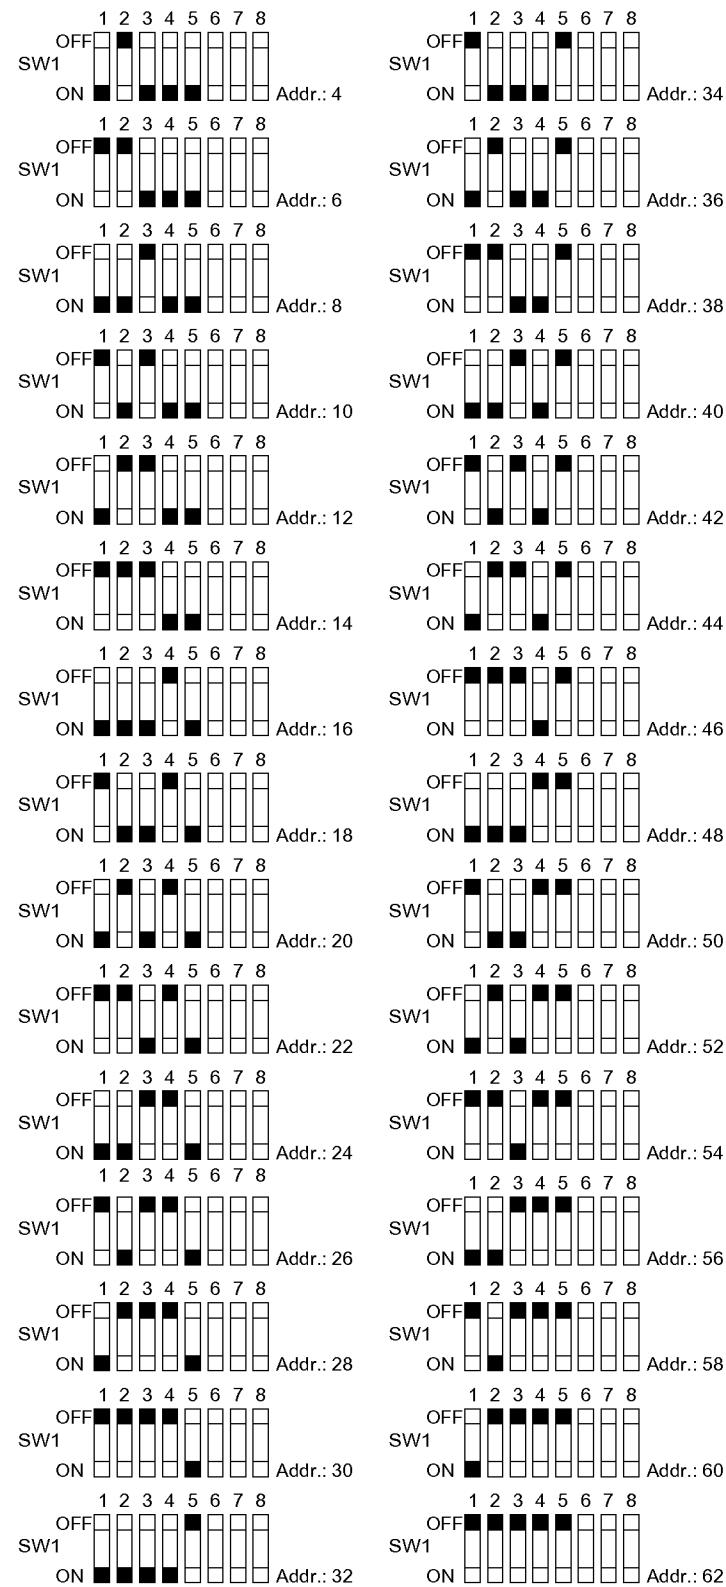 1 2 3 4 5 6 7 8
OFF
SW1
ON Addr.: 4
1 2 3 4 5 6 7 8
OFF
SW1
ON Addr.: 6
1 2 3 4 5 6 7 8
OFF
SW1
ON Addr.: 8
1 2 3 4 5 6 7 8
OFF
SW1
ON Addr.: 10
1 2 3 4 5 6 7 8
OFF
SW1
ON Addr.: 12
1 2 3 4 5 6 7 8
OFF
SW1
ON Addr.: 14
1 2 3 4 5 6 7 8
OFF
SW1
ON Addr.: 16
1 2 3 4 5 6 7 8
OFF
SW1
ON Addr.: 18
1 2 3 4 5 6 7 8
OFF
SW1
ON Addr.: 20
1 2 3 4 5 6 7 8
OFF
SW1
ON Addr.: 22
1 2 3 4 5 6 7 8
OFF
SW1
ON Addr.: 24
1 2 3 4 5 6 7 8
OFF
SW1
ON Addr.: 26
1 2 3 4 5 6 7 8
OFF
SW1
ON Addr.: 28
1 2 3 4 5 6 7 8
OFF
SW1
ON Addr.: 30
1 2 3 4 5 6 7 8
OFF
SW1
ON Addr.: 32
1 2 3 4 5 6 7 8
OFF
SW1
ON Addr.: 34
1 2 3 4 5 6 7 8
OFF
SW1
ON Addr.: 36
1 2 3 4 5 6 7 8
OFF
SW1
ON Addr.: 38
1 2 3 4 5 6 7 8
OFF
SW1
ON Addr.: 40
1 2 3 4 5 6 7 8
OFF
SW1
ON Addr.: 42
1 2 3 4 5 6 7 8
OFF
SW1
ON Addr.: 44
1 2 3 4 5 6 7 8
OFF
SW1
ON Addr.: 46
1 2 3 4 5 6 7 8
OFF
SW1
ON Addr.: 48
1 2 3 4 5 6 7 8
OFF
SW1
ON Addr.: 50
1 2 3 4 5 6 7 8
OFF
SW1
ON Addr.: 52
1 2 3 4 5 6 7 8
OFF
SW1
ON Addr.: 54
1 2 3 4 5 6 7 8
OFF
SW1
ON Addr.: 56
1 2 3 4 5 6 7 8
OFF
SW1
ON Addr.: 58
1 2 3 4 5 6 7 8
OFF
SW1
ON Addr.: 60
1 2 3 4 5 6 7 8
OFF
SW1
ON Addr.: 62